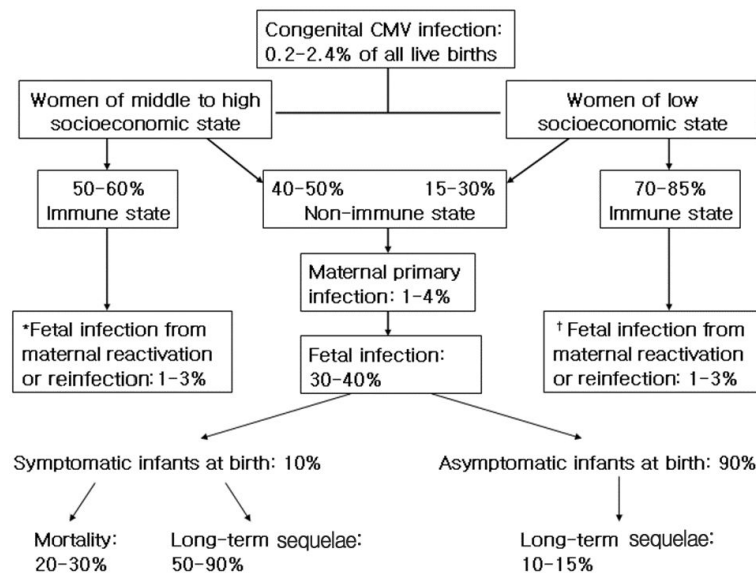 Congenital CMV infection:
0.2-2.4% of all live births
Women of middle to high
socioeconomic state
Women of low
socioeconomic state
50-60%
Immune state
40-50% 15-30%
Non-immune state
70-85%
Immune state
Maternal primary
infection: 1-4%
*Fetal infection from
maternal reactivation
or reinfection: 1-3%
Fetal infection:
30-40%
† Fetal infection from
maternal reactivation
or reinfection: 1-3%
Symptomatic infants at birth: 10%
Asymptomatic infants at birth: 90%
Mortality:
20-30%
Long-term sequelae:
50-90%
Long-term sequelae:
10-15%